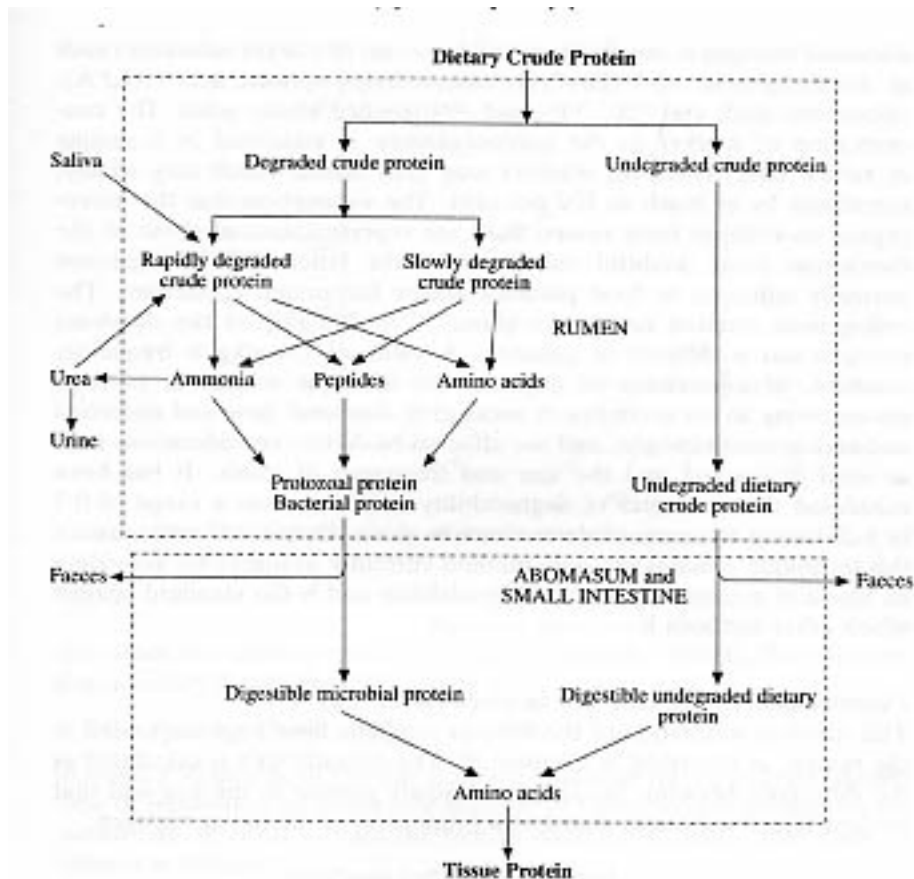 Dietary Crude Protein
Saliva
Degraded crude protein
Undegraded crude protein
Rapidly degraded
crude protein
Slowly degraded
crude protein
RUMEN
Urea
Ammonia
Peptides
Amino acids
Urine
Protozoal protein
Bacterial protein
Undegraded dietary
crude protein
Faeces
ABOMASUM and
SMALL INTESTINE
Faeces
Digestible microbial protein
Digestible undegraded dietary
protein
Amino acids
Tissue Protein